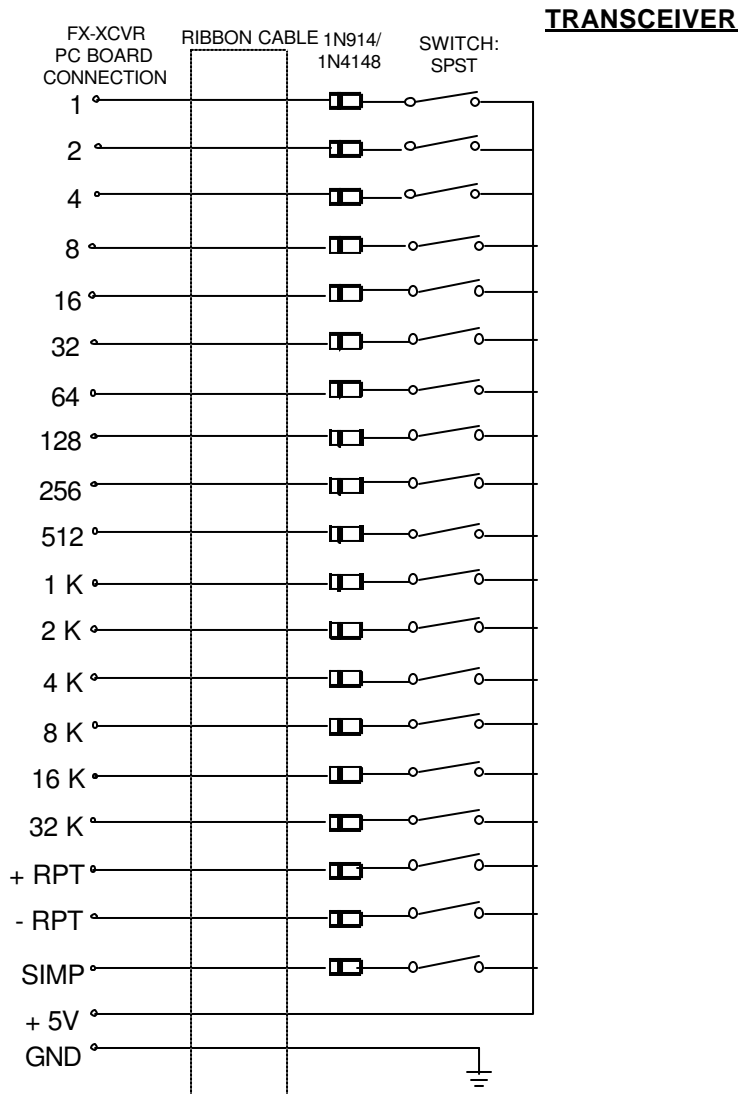 TRANSCEIVER
FX-XCVR
PC BOARD
CONNECTION
RIBBON CABLE
1N914/
1N4148
SWITCH:
SPST
1
2
4
8
16
32
64
128
256
512
1 K
2 K
4 K
8 K
16 K
32 K
+ RPT
- RPT
SIMP
+ 5V
GND